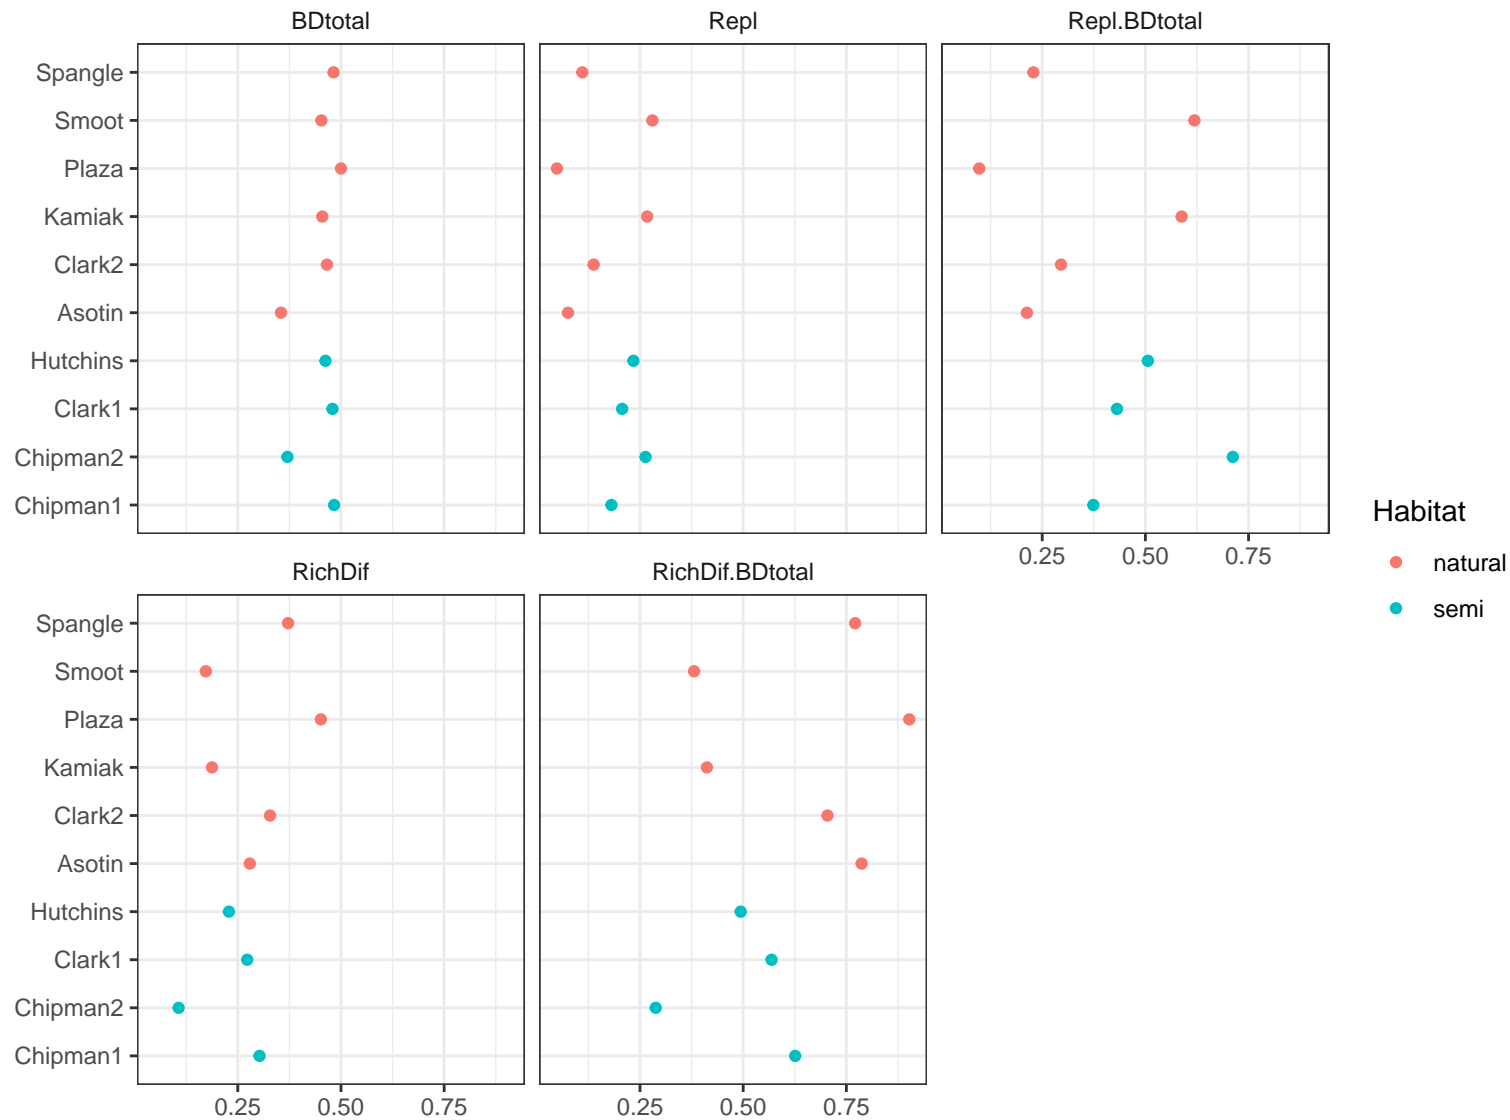 BDtotal
Repl
Repl.BDtotal
Spangle
Smoot
Plaza
Kamiak
Clark2
Asotin
Hutchins
Clark1
Chipman2
Chipman1
0.25 0.50 0.75
Habitat
natural
semi
RichDif
RichDif.BDtotal
Spangle
Smoot
Plaza
Kamiak
Clark2
Asotin
Hutchins
Clark1
Chipman2
Chipman1
0.25 0.50 0.75
0.25 0.50 0.75